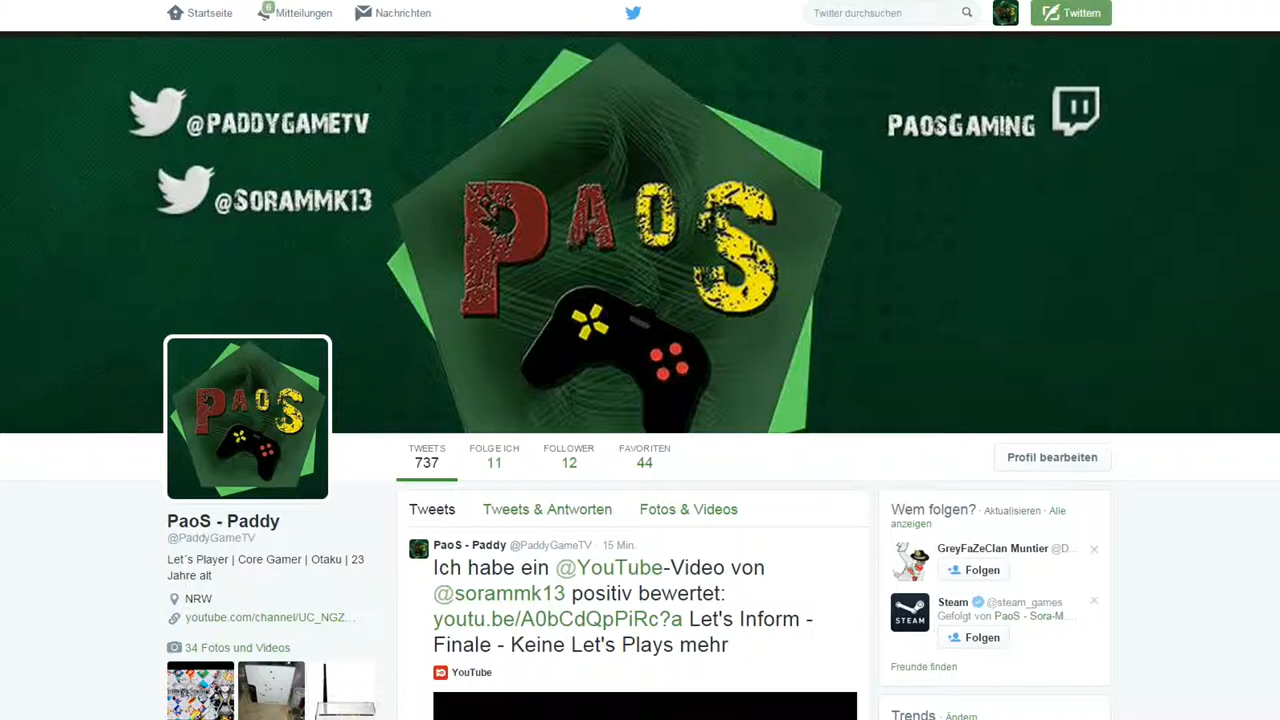 Startseite
6
Mitteilungen
Nachrichten
Twitter durchsuchen
Twittern
@PADDYGAMETV
@SORAMMK13
PAOSGAMING
PAOS
PAOS
TWEETS
737
FOLGE ICH
11
FOLLOWER
12
FAVORITEN
44
Profil bearbeiten
PaoS - Paddy
@PaddyGameTV
Let´s Player | Core Gamer | Otaku | 23
Jahre alt
NRW
youtube.com/channel/UC_NGZ…
34 Fotos und Videos
Tweets
Tweets & Antworten
Fotos & Videos
PaoS - Paddy @PaddyGameTV · 15 Min.
Ich habe ein @YouTube-Video von
@sorammk13 positiv bewertet:
youtu.be/A0bCdQpPiRc?a Let's Inform -
Finale - Keine Let's Plays mehr
YouTube
Wem folgen? · Aktualisieren · Alle
anzeigen
GreyFaZeClan Muntier @D…
Folgen
STEAM
Steam @steam_games
Gefolgt von PaoS - Sora-M…
Folgen
Freunde finden
Trends · Ändern